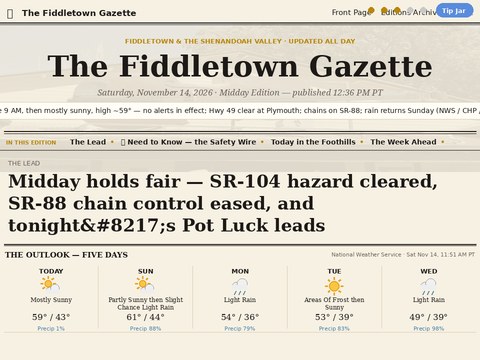 The Fiddletown Gazette
Front Page Editions Archiv
Tip Jar
FIDDLETOWN & THE SHENANDOAH VALLEY · UPDATED ALL DAY
The Fiddletown Gazette
Saturday, November 14, 2026 · Midday Edition — published 12:36 PM PT
9 AM, then mostly sunny, high ~59° — no alerts in effect; Hwy 49 clear at Plymouth; chains on SR-88; rain returns Sunday (NWS / CHP /
IN THIS EDITION The Lead • Need to Know — the Safety Wire • Today in the Foothills • The Week Ahead •
THE LEAD
Midday holds fair — SR-104 hazard cleared,
SR-88 chain control eased, and
tonight&#8217;s Pot Luck leads
THE OUTLOOK — FIVE DAYS National Weather Service · Sat Nov 14, 11:51 AM PT
TODAY SUN MON TUE WED
Mostly Sunny Partly Sunny then Slight Light Rain Areas Of Frost then Light Rain
Chance Light Rain Sunny
59° / 43° 61° / 44° 54° / 36° 53° / 39° 49° / 39°
Precip 1% Precip 88% Precip 79% Precip 83% Precip 98%